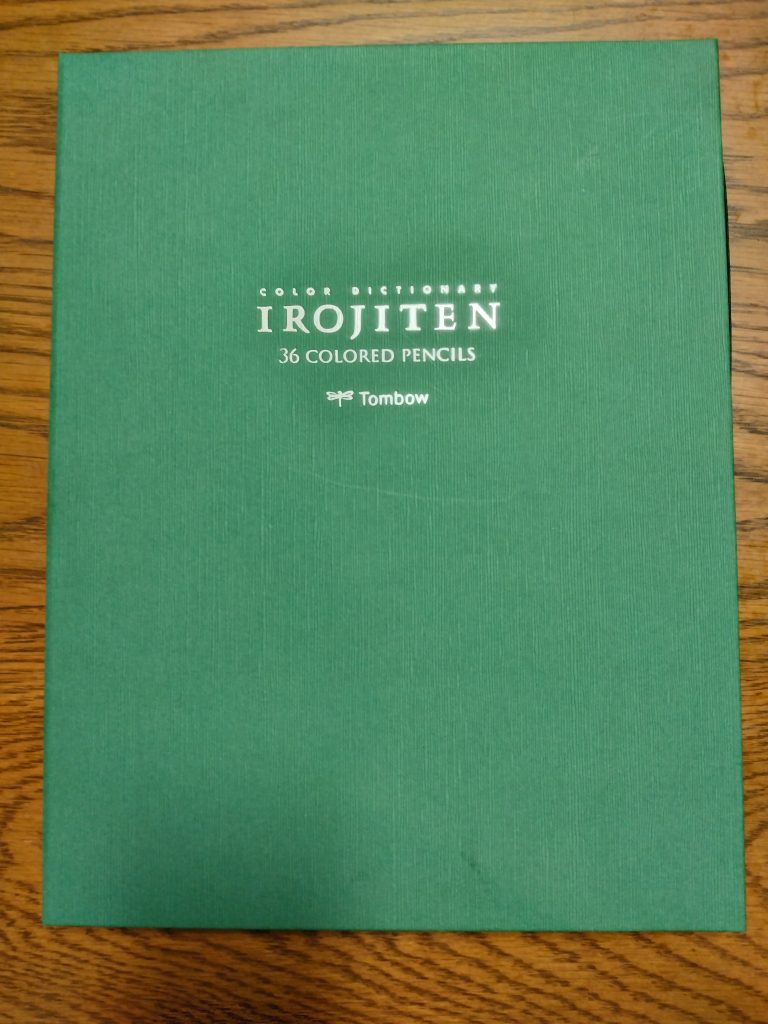 COLOR DICTIONARY
IROJITEN
36 COLORED PENCILS
Tombow